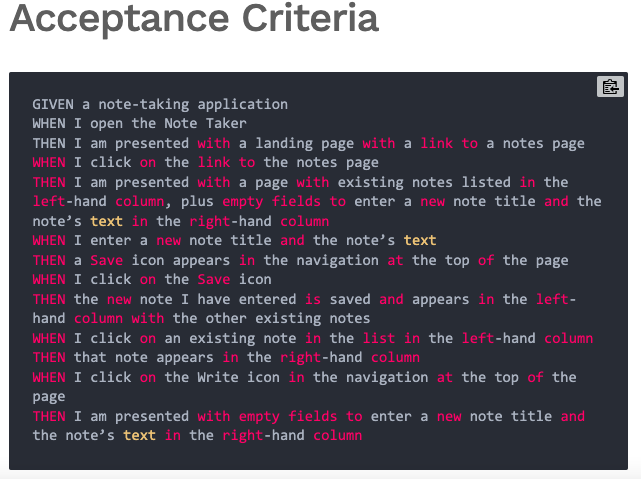 Acceptance Criteria
GIVEN a note-taking application
WHEN I open the Note Taker
THEN I am presented with a landing page with a link to a notes page
WHEN I click on the link to the notes page
THEN I am presented with a page with existing notes listed in the
left-hand column, plus empty fields to enter a new note title and the
note’s text in the right-hand column
WHEN I enter a new note title and the note’s text
THEN a Save icon appears in the navigation at the top of the page
WHEN I click on the Save icon
THEN the new note I have entered is saved and appears in the left-
hand column with the other existing notes
WHEN I click on an existing note in the list in the left-hand column
THEN that note appears in the right-hand column
WHEN I click on the Write icon in the navigation at the top of the
page
THEN I am presented with empty fields to enter a new note title and
the note’s text in the right-hand column